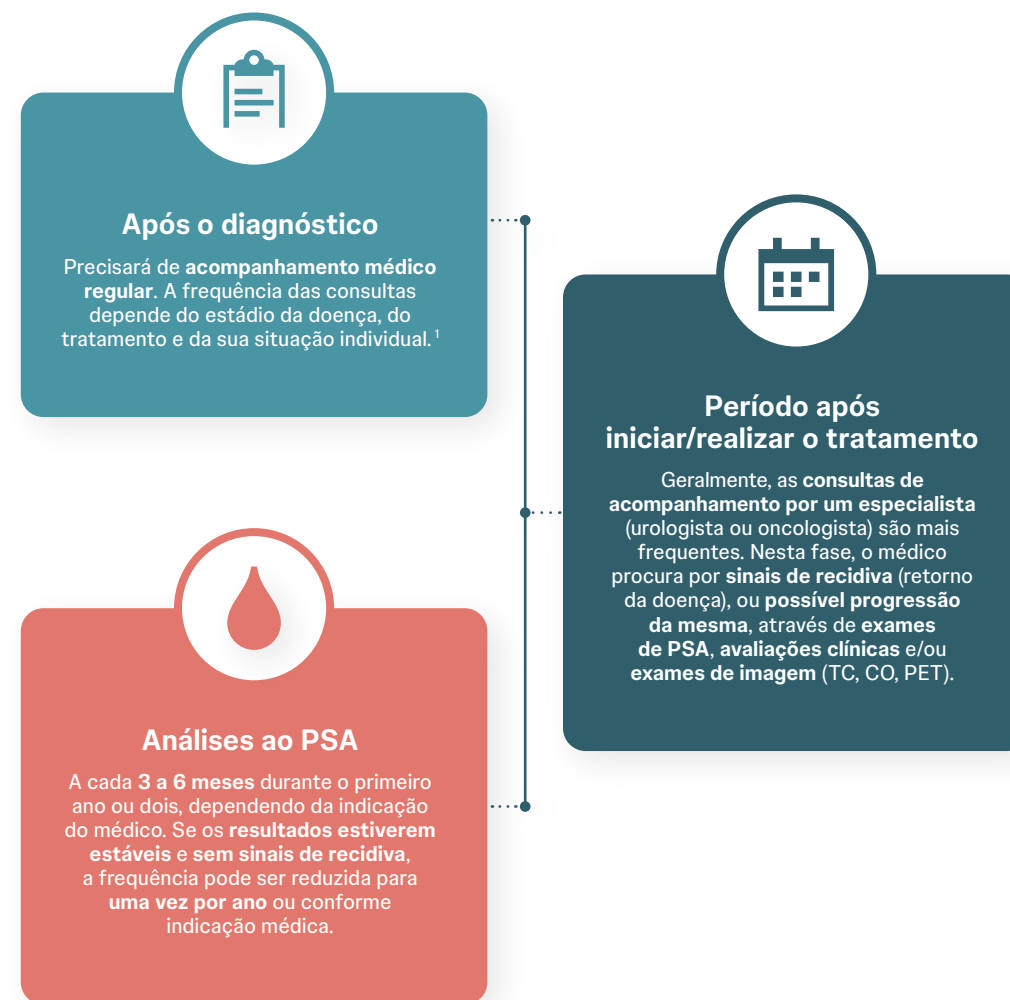 Após o diagnóstico
Precisará de acompanhamento médico
regular. A frequência das consultas
depende do estádio da doença, do
tratamento e da sua situação individual. 1
Período após
iniciar/realizar o tratamento
Geralmente, as consultas de
acompanhamento por um especialista
(urologista ou oncologista) são mais
frequentes. Nesta fase, o médico
procura por sinais de recidiva (retorno
da doença), ou possível progressão
da mesma, através de exames
de PSA, avaliações clínicas e/ou
exames de imagem (TC, CO, PET).
Análises ao PSA
A cada 3 a 6 meses durante o primeiro
ano ou dois, dependendo da indicação
do médico. Se os resultados estiverem
estáveis e sem sinais de recidiva,
a frequência pode ser reduzida para
uma vez por ano ou conforme
indicação médica.